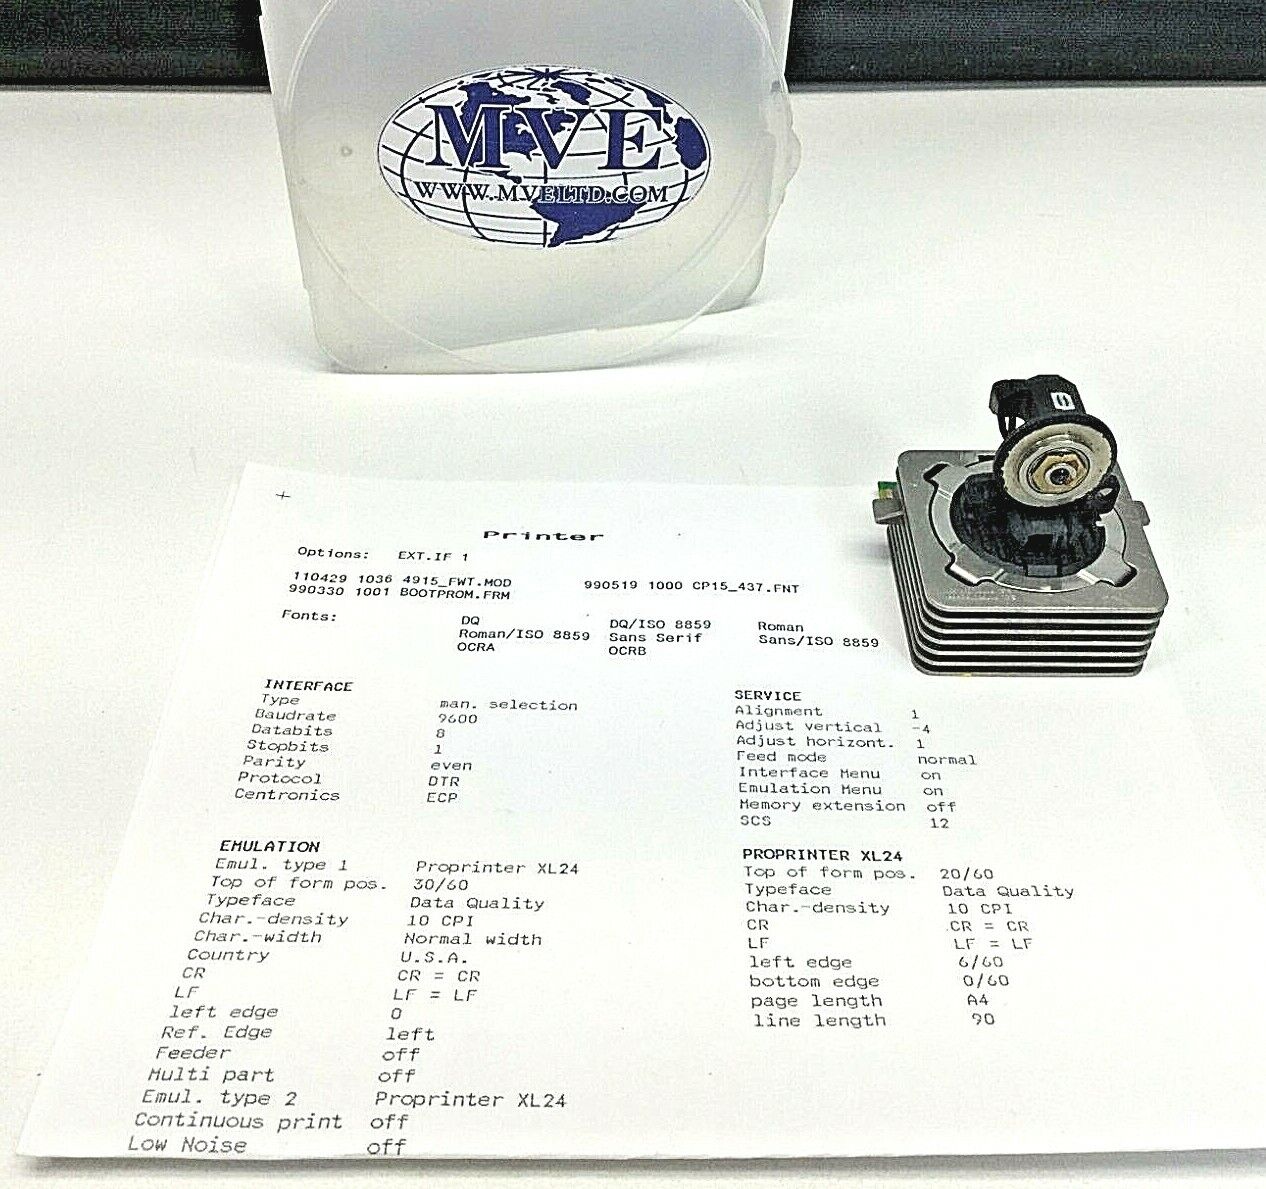 MVE
WWW.MVELTD.COM
S
Printer
Options: EXT.IF 1
110429 1036 4915_FWT.MOD 990519 1000 CP15_437.FNT
990330 1001 BOOTPROM.FRM
Fonts: DQ DQ/ISO 8859 Roman
Roman/ISO 8859 Sans Serif Sans/ISO 8859
OCRA OCRB
INTERFACE
Type man. selection
Baudrate 9600
Databits 8
Stopbits 1
Parity even
Protocol DTR
Centronics ECP
SERVICE
Alignment 1
Adjust vertical -4
Adjust horizont. 1
Feed mode normal
Interface Menu on
Emulation Menu on
Memory extension off
SCS 12
EMULATION
Emul. type 1 Proprinter XL24
Top of form pos. 30/60
Typeface Data Quality
Char.-density 10 CPI
Char.-width Normal width
Country U.S.A.
CR CR = CR
LF LF = LF
left edge 0
Ref. Edge left
Feeder off
Multi part off
Emul. type 2 Proprinter XL24
Continuous print off
Low Noise off
PROPRINTER XL24
Top of form pos. 20/60
Typeface Data Quality
Char.-density 10 CPI
CR CR = CR
LF LF = LF
left edge 6/60
bottom edge 0/60
page length A4
line length 90